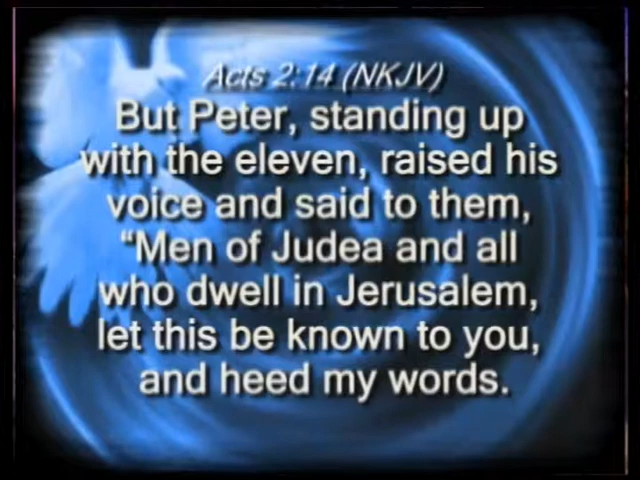 Acts 2:14 (NKJV)
But Peter, standing up
with the eleven, raised his
voice and said to them,
“Men of Judea and all
who dwell in Jerusalem,
let this be known to you,
and heed my words.